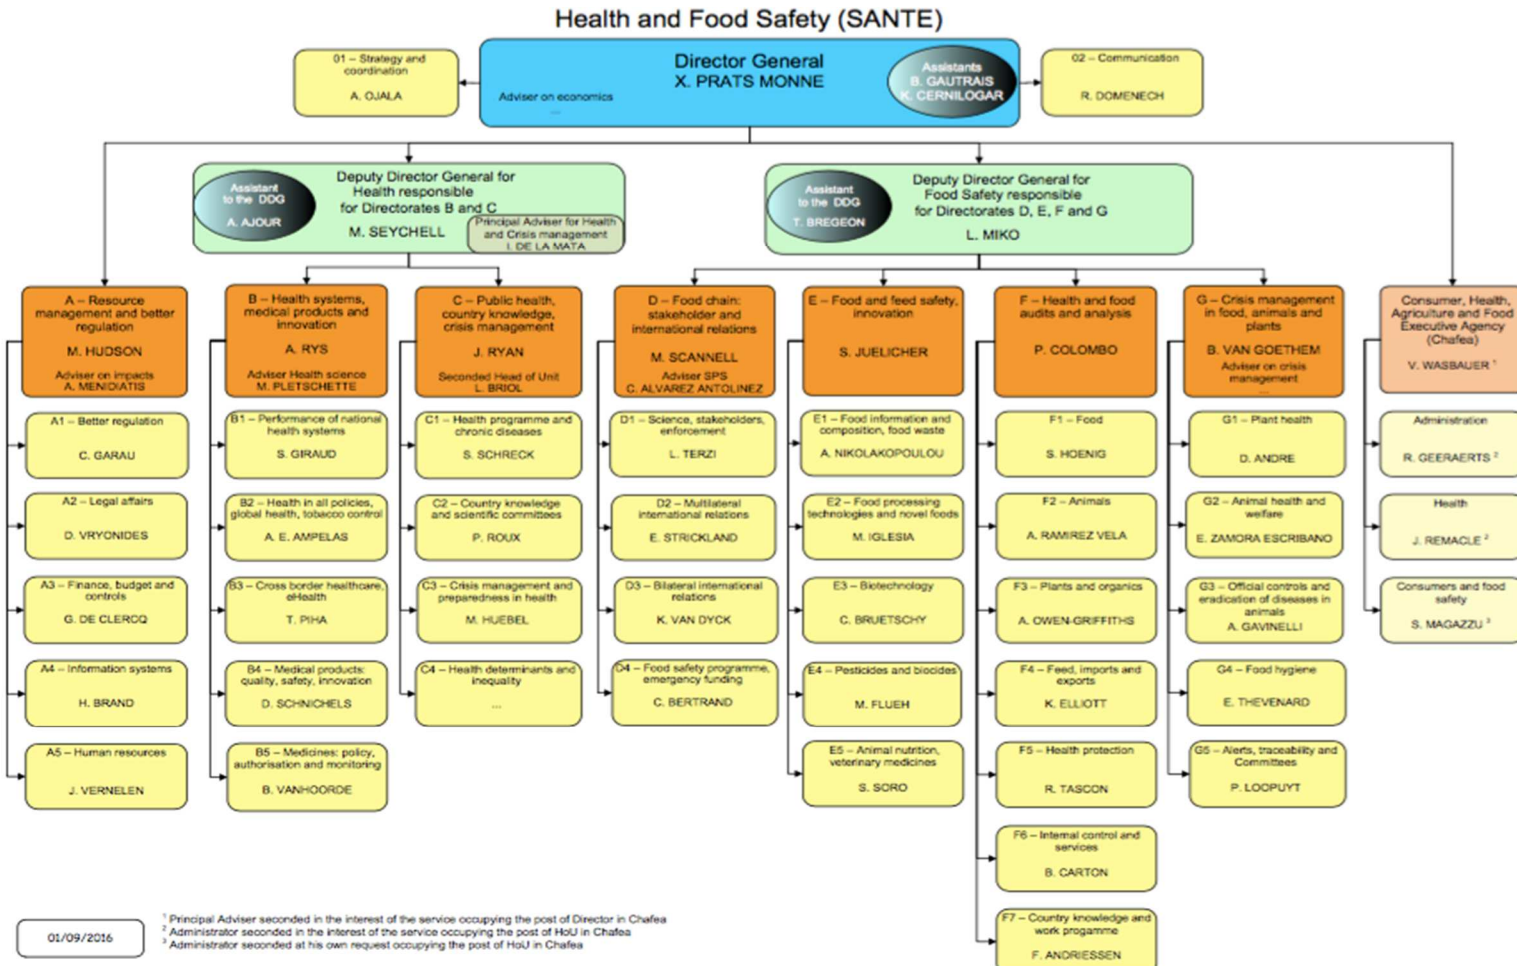 Health and Food Safety (SANTE)
01 – Strategy and
coordination
A. OJALA
Director General
X. PRATS MONNE
Adviser on economics
...
Assistants
B. GAUTRAIS
K. CERNILOGAR
02 – Communication
R. DOMENECH
Assistant
to the DDG
A. AJOUR
Deputy Director General for
Health responsible
for Directorates B and C
M. SEYCHELL
Principal Adviser for Health
and Crisis management
I. DE LA MATA
Assistant
to the DDG
T. BREGEON
Deputy Director General for
Food Safety responsible
for Directorates D, E, F and G
L. MIKO
A – Resource
management and better
regulation
M. HUDSON
Adviser on impacts
A. MENIDIATIS
A1 – Better regulation
C. GARAU
A2 – Legal affairs
D. VRYONIDES
A3 – Finance, budget and
controls
G. DE CLERCQ
A4 – Information systems
H. BRAND
A5 – Human resources
J. VERNELEN
B – Health systems,
medical products and
innovation
A. RYS
Adviser Health science
M. PLETSCHETTE
B1 – Performance of national
health systems
S. GIRAUD
B2 – Health in all policies,
global health, tobacco control
A. E. AMPELAS
B3 – Cross border healthcare,
eHealth
T. PIHA
B4 – Medical products:
quality, safety, innovation
D. SCHNICHELS
B5 – Medicines: policy,
authorisation and monitoring
B. VANHOORDE
C – Public health,
country knowledge,
crisis management
J. RYAN
Seconded Head of Unit
L. BRIOL
C1 – Health programme and
chronic diseases
S. SCHRECK
C2 – Country knowledge
and scientific committees
P. ROUX
C3 – Crisis management and
preparedness in health
M. HUEBEL
C4 – Health determinants and
inequality
...
D – Food chain:
stakeholder and
international relations
M. SCANNELL
Adviser SPS
C. ALVAREZ ANTOLINEZ
D1 – Science, stakeholders,
enforcement
L. TERZI
D2 – Multilateral
international relations
E. STRICKLAND
D3 – Bilateral international
relations
K. VAN DYCK
D4 – Food safety programme,
emergency funding
C. BERTRAND
E – Food and feed safety,
innovation
S. JUELICHER
E1 – Food information and
composition, food waste
A. NIKOLAKOPOULOU
E2 – Food processing
technologies and novel foods
M. IGLESIA
E3 – Biotechnology
C. BRUETSCHY
E4 – Pesticides and biocides
M. FLUEH
E5 – Animal nutrition,
veterinary medicines
S. SORO
F – Health and food
audits and analysis
P. COLOMBO
F1 – Food
S. HOENIG
F2 – Animals
A. RAMIREZ VELA
F3 – Plants and organics
A. OWEN-GRIFFITHS
F4 – Feed, imports and
exports
K. ELLIOTT
F5 – Health protection
R. TASCON
F6 – Internal control and
services
B. CARTON
F7 – Country knowledge and
work progamme
F. ANDRIESSEN
G – Crisis management
in food, animals and
plants
B. VAN GOETHEM
Adviser on crisis
management
...
G1 – Plant health
D. ANDRE
G2 – Animal health and
welfare
E. ZAMORA ESCRIBANO
G3 – Official controls and
eradication of diseases in
animals
A. GAVINELLI
G4 – Food hygiene
E. THEVENARD
G5 – Alerts, traceability and
Committees
P. LOOPUYT
Consumer, Health,
Agriculture and Food
Executive Agency
(Chafea)
V. WASBAUER ¹
Administration
R. GEERAERTS ²
Health
J. REMACLE ²
Consumers and food
safety
S. MAGAZZU ³
01/09/2016
¹ Principal Adviser seconded in the interest of the service occupying the post of Director in Chafea
² Administrator seconded in the interest of the service occupying the post of HoU in Chafea
³ Administrator seconded at his own request occupying the post of HoU in Chafea